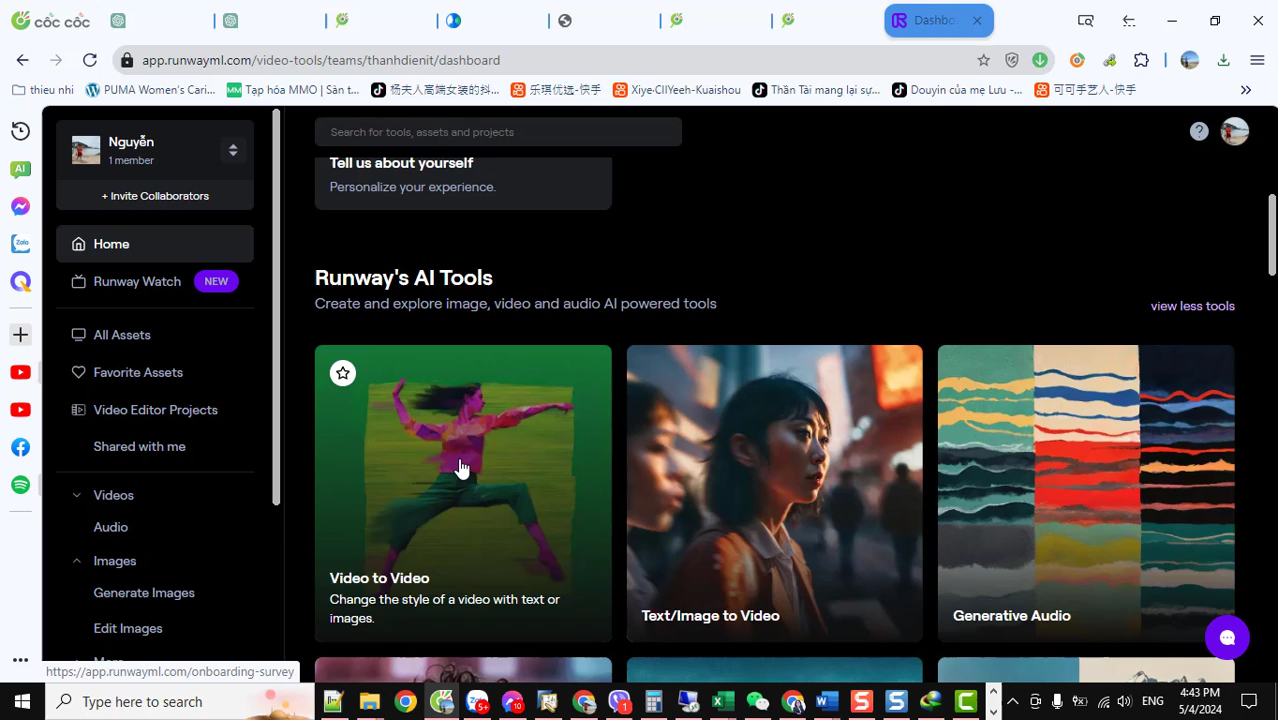 cốc cốc
Dashbo
app.runwayml.com/video-tools/teams/thanhdienit/dashboard
thieu nhi
PUMA Women's Cari...
MM
Tạp hóa MMO | Sàn t...
杨夫人高端女装的抖...
乐琪优选-快手
Xiye·CIIYeeh-Kuaishou
Thần Tài mang lại sự...
Douyin của mẹ Lưu -...
可可手艺人-快手
Nguyễn
1 member
+ Invite Collaborators
Search for tools, assets and projects
Tell us about yourself
Personalize your experience.
AI
Zalo
Home
Runway Watch
NEW
All Assets
Favorite Assets
Video Editor Projects
Shared with me
Videos
Audio
Images
Generate Images
Edit Images
Runway's AI Tools
Create and explore image, video and audio AI powered tools
view less tools
Video to Video
Change the style of a video with text or
images.
Text/Image to Video
Generative Audio
https://app.runwayml.com/onboarding-survey
Type here to search
5+
10
1
ENG
4:43 PM
5/4/2024